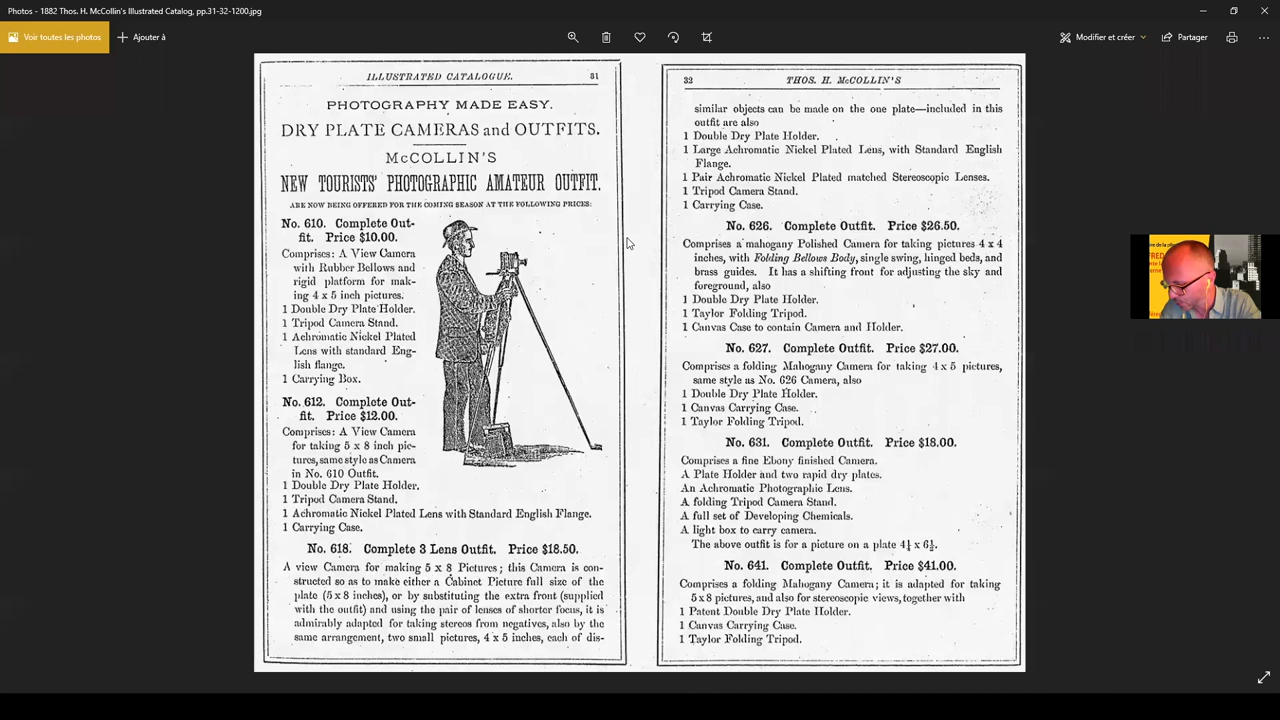 Photos - 1882 Thos. H. McCollin's Illustrated Catalog, pp.31-32-1200.jpg
Voir toutes les photos
Ajouter à
Modifier et créer
Partager
ILLUSTRATED CATALOGUE. 31
PHOTOGRAPHY MADE EASY.
DRY PLATE CAMERAS and OUTFITS.
McCOLLIN'S
NEW TOURISTS' PHOTOGRAPHIC AMATEUR OUTFIT.
ARE NOW BEING OFFERED FOR THE COMING SEASON AT THE FOLLOWING PRICES:
No. 610. Complete Out-
fit. Price $10.00.
Comprises: A View Camera
with Rubber Bellows and
rigid platform for mak-
ing 4 x 5 inch pictures.
1 Double Dry Plate Holder.
1 Tripod Camera Stand.
1 Achromatic Nickel Plated
Lens with standard Eng-
lish flange.
1 Carrying Box.
No. 612. Complete Out-
fit. Price $12.00.
Comprises: A View Camera
for taking 5 x 8 inch pic-
tures, same style as Camera
in No. 610 Outfit.
1 Double Dry Plate Holder.
1 Tripod Camera Stand.
1 Achromatic Nickel Plated Lens with Standard English Flange.
1 Carrying Case.
No. 618. Complete 3 Lens Outfit. Price $18.50.
A view Camera for making 5 x 8 Pictures; this Camera is con-
structed so as to make either a Cabinet Picture full size of the
plate (5 x 8 inches), or by substituting the extra front (supplied
with the outfit) and using the pair of lenses of shorter focus, it is
admirably adapted for taking stereos from negatives, also by the
same arrangement, two small pictures, 4 x 5 inches, each of dis-
32 THOS. H. McCOLLIN'S
similar objects can be made on the one plate—included in this
outfit are also
1 Double Dry Plate Holder.
1 Large Achromatic Nickel Plated Lens, with Standard English
Flange.
1 Pair Achromatic Nickel Plated matched Stereoscopic Lenses.
1 Tripod Camera Stand.
1 Carrying Case.
No. 626. Complete Outfit. Price $26.50.
Comprises a mahogany Polished Camera for taking pictures 4 x 4
inches, with Folding Bellows Body, single swing, hinged beds, and
brass guides. It has a shifting front for adjusting the sky and
foreground, also
1 Double Dry Plate Holder.
1 Taylor Folding Tripod.
1 Canvas Case to contain Camera and Holder.
No. 627. Complete Outfit. Price $27.00.
Comprises a folding Mahogany Camera for taking 4 x 5 pictures,
same style as No. 626 Camera, also
1 Double Dry Plate Holder.
1 Canvas Carrying Case.
1 Taylor Folding Tripod.
No. 631. Complete Outfit. Price $18.00.
Comprises a fine Ebony finished Camera.
A Plate Holder and two rapid dry plates.
An Achromatic Photographic Lens.
A folding Tripod Camera Stand.
A full set of Developing Chemicals.
A light box to carry camera.
The above outfit is for a picture on a plate 4¼ x 6½.
No. 641. Complete Outfit. Price $41.00.
Comprises a folding Mahogany Camera; it is adapted for taking
5 x 8 pictures, and also for stereoscopic views, together with
1 Patent Double Dry Plate Holder.
1 Canvas Carrying Case.
1 Taylor Folding Tripod.